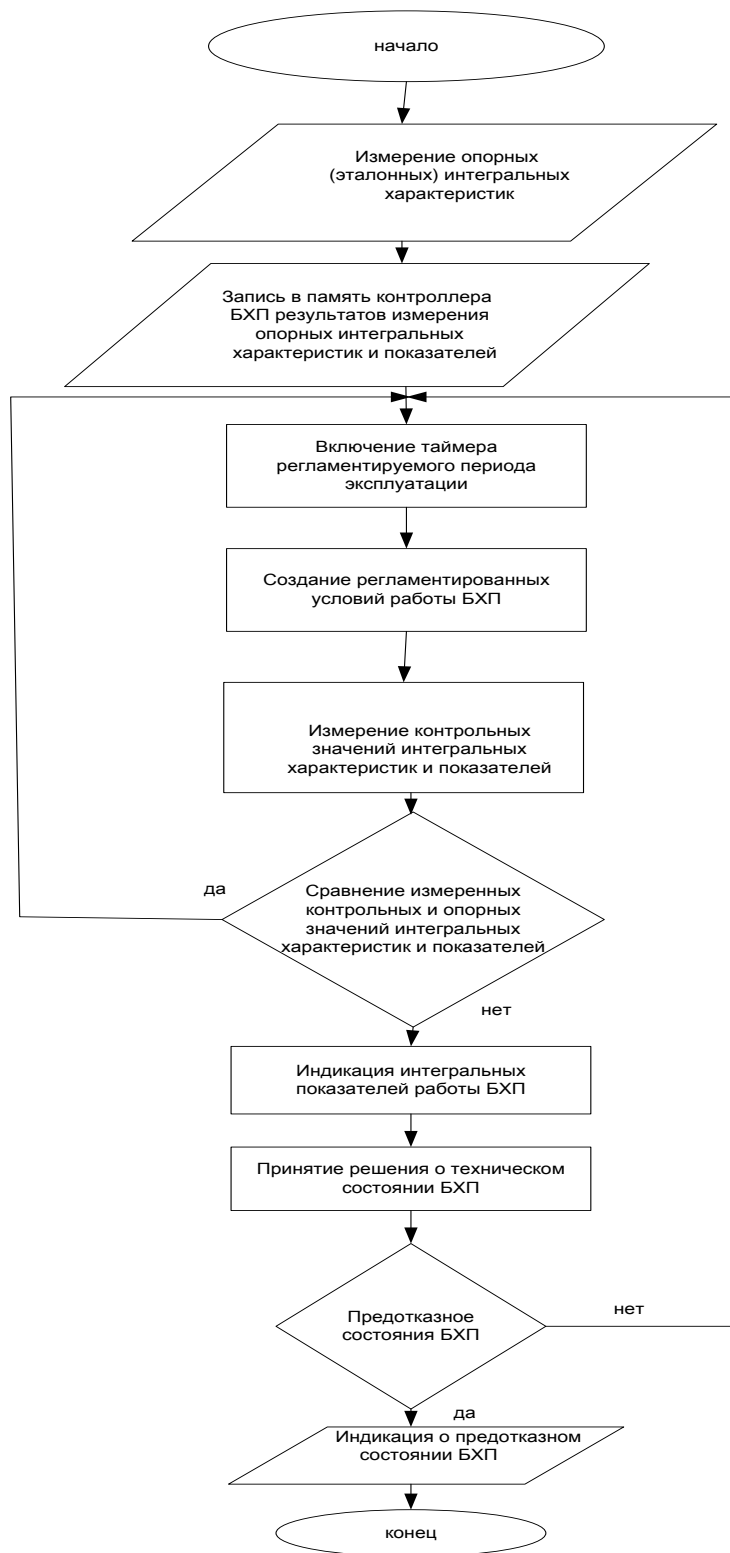 начало
Измерение опорных
(эталонных) интегральных
характеристик
Запись в память контроллера
БХП результатов измерения
опорных интегральных
характеристик и показателей
Включение таймера
регламентируемого периода
эксплуатации
Создание регламентированных
условий работы БХП
Измерение контрольных
значений интегральных
характеристик и показателей
да
Сравнение измеренных
контрольных и опорных
значений интегральных
характеристик и показателей
нет
Индикация интегральных
показателей работы БХП
Принятие решения о техническом
состоянии БХП
Предотказное
состояния БХП
нет
да
Индикация о предотказном
состоянии БХП
конец